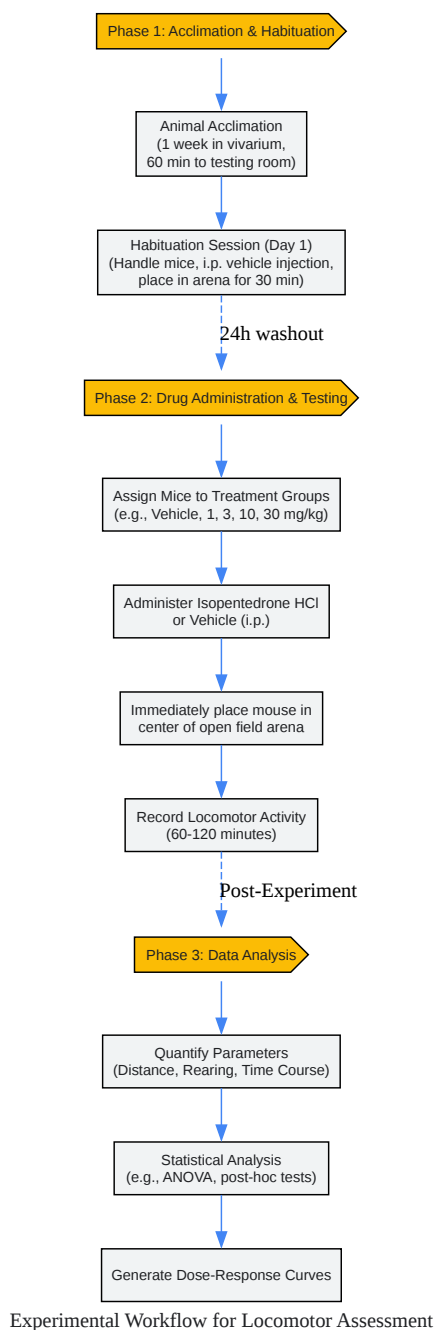 Phase 1: Acclimation & Habituation
Animal Acclimation
(1 week in vivarium,
60 min to testing room)
Habituation Session (Day 1)
(Handle mice, i.p. vehicle injection,
place in arena for 30 min)
24h washout
Phase 2: Drug Administration & Testing
Assign Mice to Treatment Groups
(e.g., Vehicle, 1, 3, 10, 30 mg/kg)
Administer Isopentedrone HCl
or Vehicle (i.p.)
Immediately place mouse in
center of open field arena
Record Locomotor Activity
(60-120 minutes)
Post-Experiment
Phase 3: Data Analysis
Quantify Parameters
(Distance, Rearing, Time Course)
Statistical Analysis
(e.g., ANOVA, post-hoc tests)
Generate Dose-Response Curves
Experimental Workflow for Locomotor Assessment